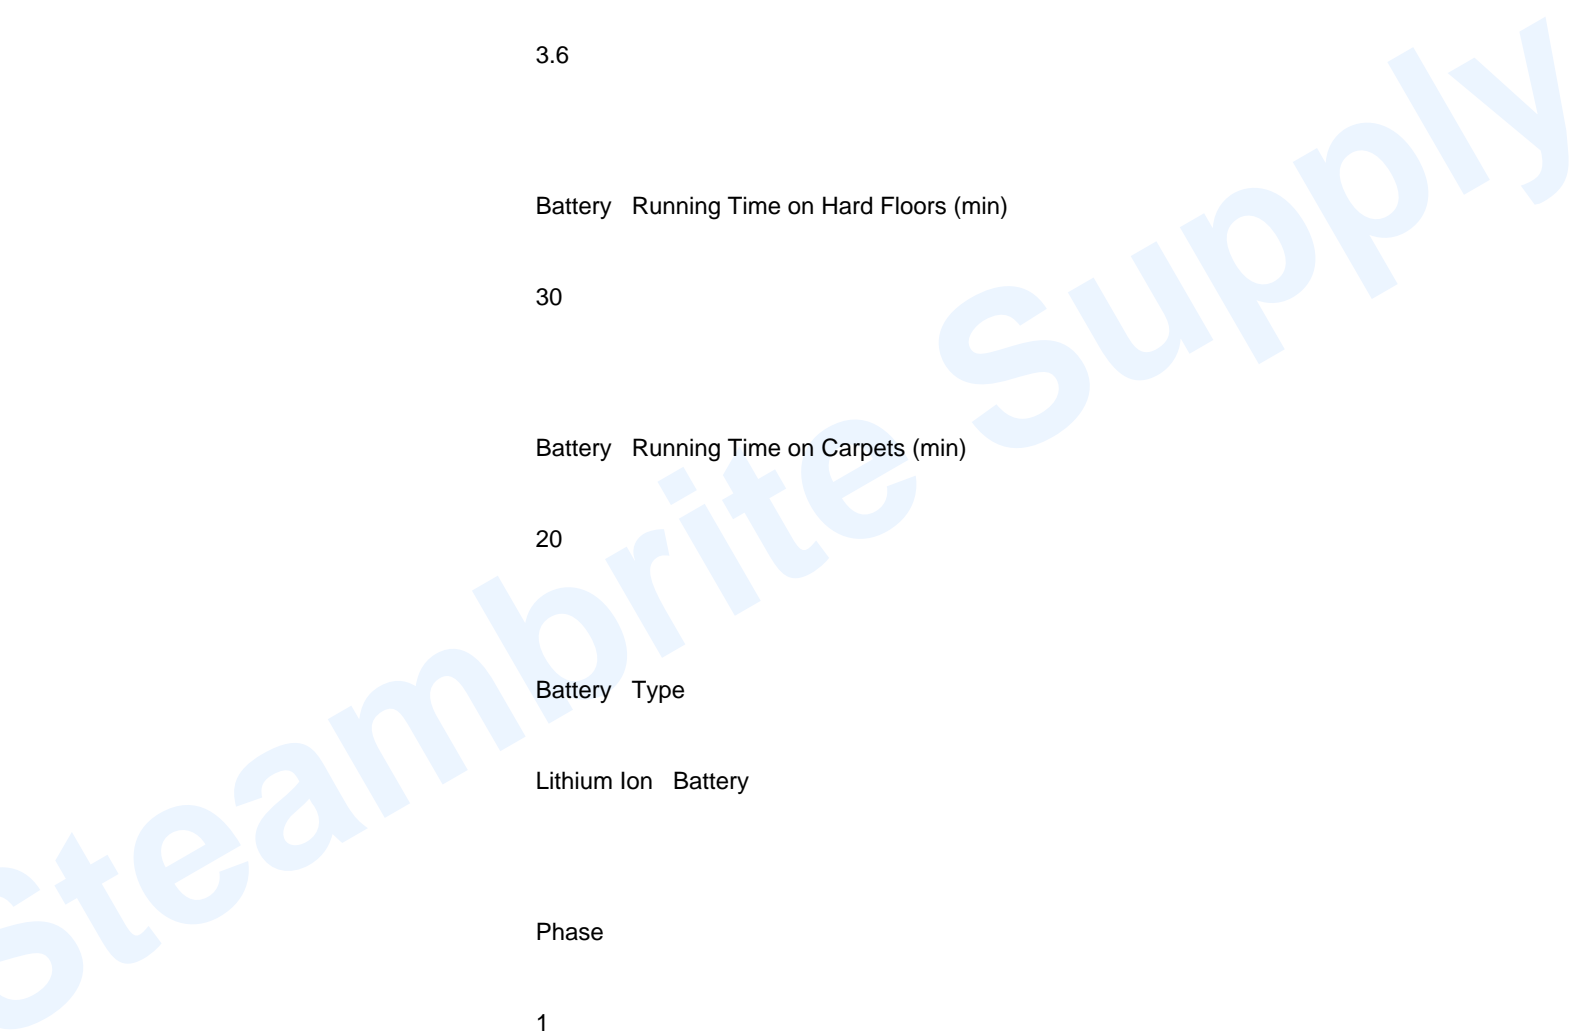 3.6
Battery   Running Time on Hard Floors (min)
30
Battery   Running Time on Carpets (min)
20
Battery   Type
Lithium Ion   Battery
Phase
1
Steambrite Supply